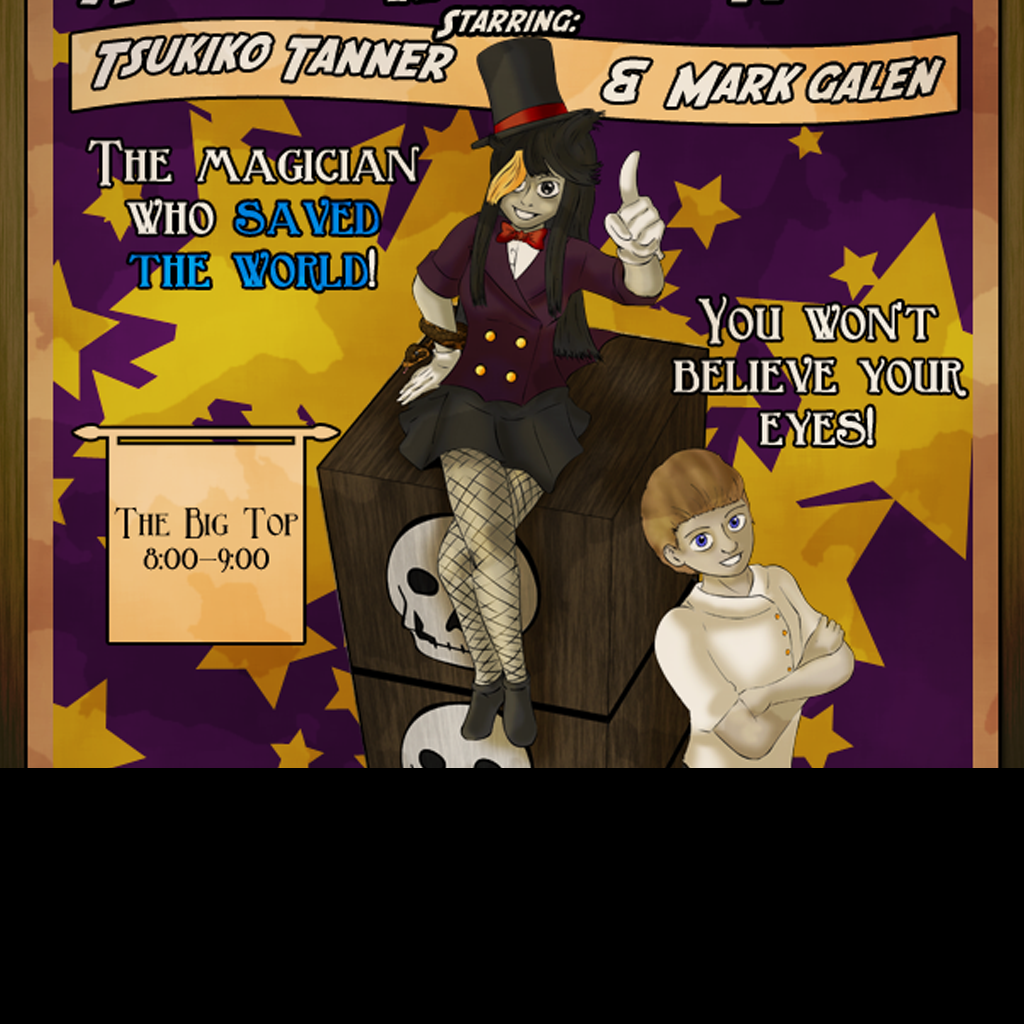 STARRING:
TSUKIKO TANNER & MARK GALEN
THE MAGICIAN
WHO SAVED
THE WORLD!
YOU WON'T
BELIEVE YOUR
EYES!
THE BIG TOP
8:00-9:00